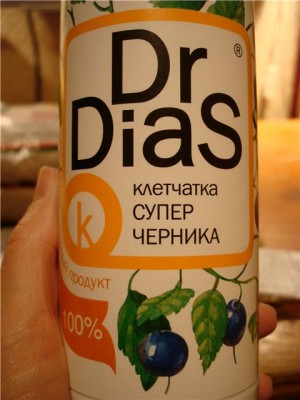 Dr
DiaS®
клетчатка
СУПЕР
ЧЕРНИКА
k
продукт
100%